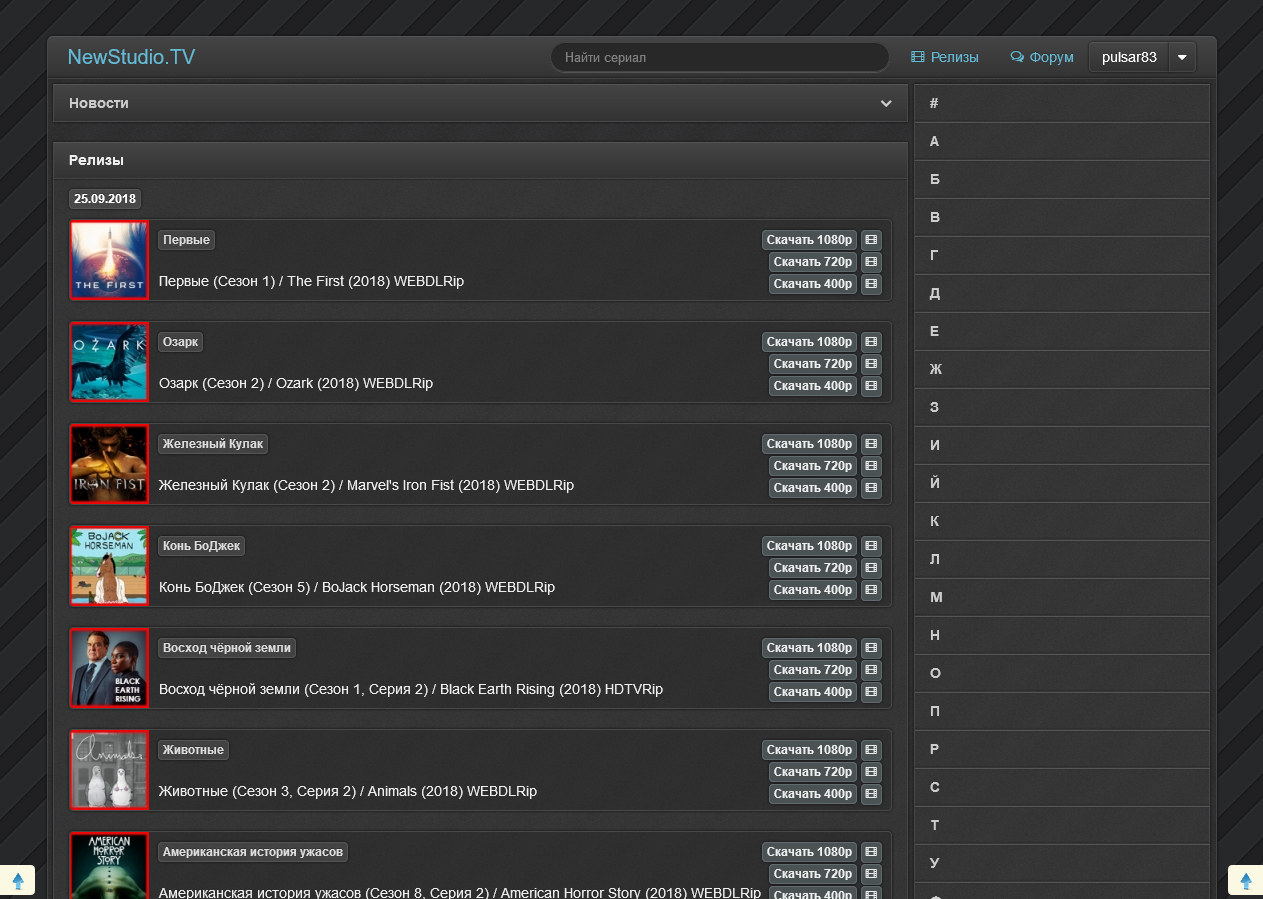 NewStudio.TV
Найти сериал
Релизы
Форум
pulsar83
Новости
Релизы
25.09.2018
THE FIRST
Первые
Первые (Сезон 1) / The First (2018) WEBDLRip
Скачать 1080p
Скачать 720p
Скачать 400p
OZARK
Озарк
Озарк (Сезон 2) / Ozark (2018) WEBDLRip
Скачать 1080p
Скачать 720p
Скачать 400p
IRON FIST
Железный Кулак
Железный Кулак (Сезон 2) / Marvel's Iron Fist (2018) WEBDLRip
Скачать 1080p
Скачать 720p
Скачать 400p
BOJACK
HORSEMAN
Конь БоДжек
Конь БоДжек (Сезон 5) / BoJack Horseman (2018) WEBDLRip
Скачать 1080p
Скачать 720p
Скачать 400p
BLACK
EARTH
RISING
Восход чёрной земли
Восход чёрной земли (Сезон 1, Серия 2) / Black Earth Rising (2018) HDTVRip
Скачать 1080p
Скачать 720p
Скачать 400p
Animals.
Животные
Животные (Сезон 3, Серия 2) / Animals (2018) WEBDLRip
Скачать 1080p
Скачать 720p
Скачать 400p
AMERICAN
HORROR
STORY
Американская история ужасов
Американская история ужасов (Сезон 8, Серия 2) / American Horror Story (2018) WEBDLRip
Скачать 1080p
Скачать 720p
Скачать 400p
#
А
Б
В
Г
Д
Е
Ж
З
И
Й
К
Л
М
Н
О
П
Р
С
Т
У